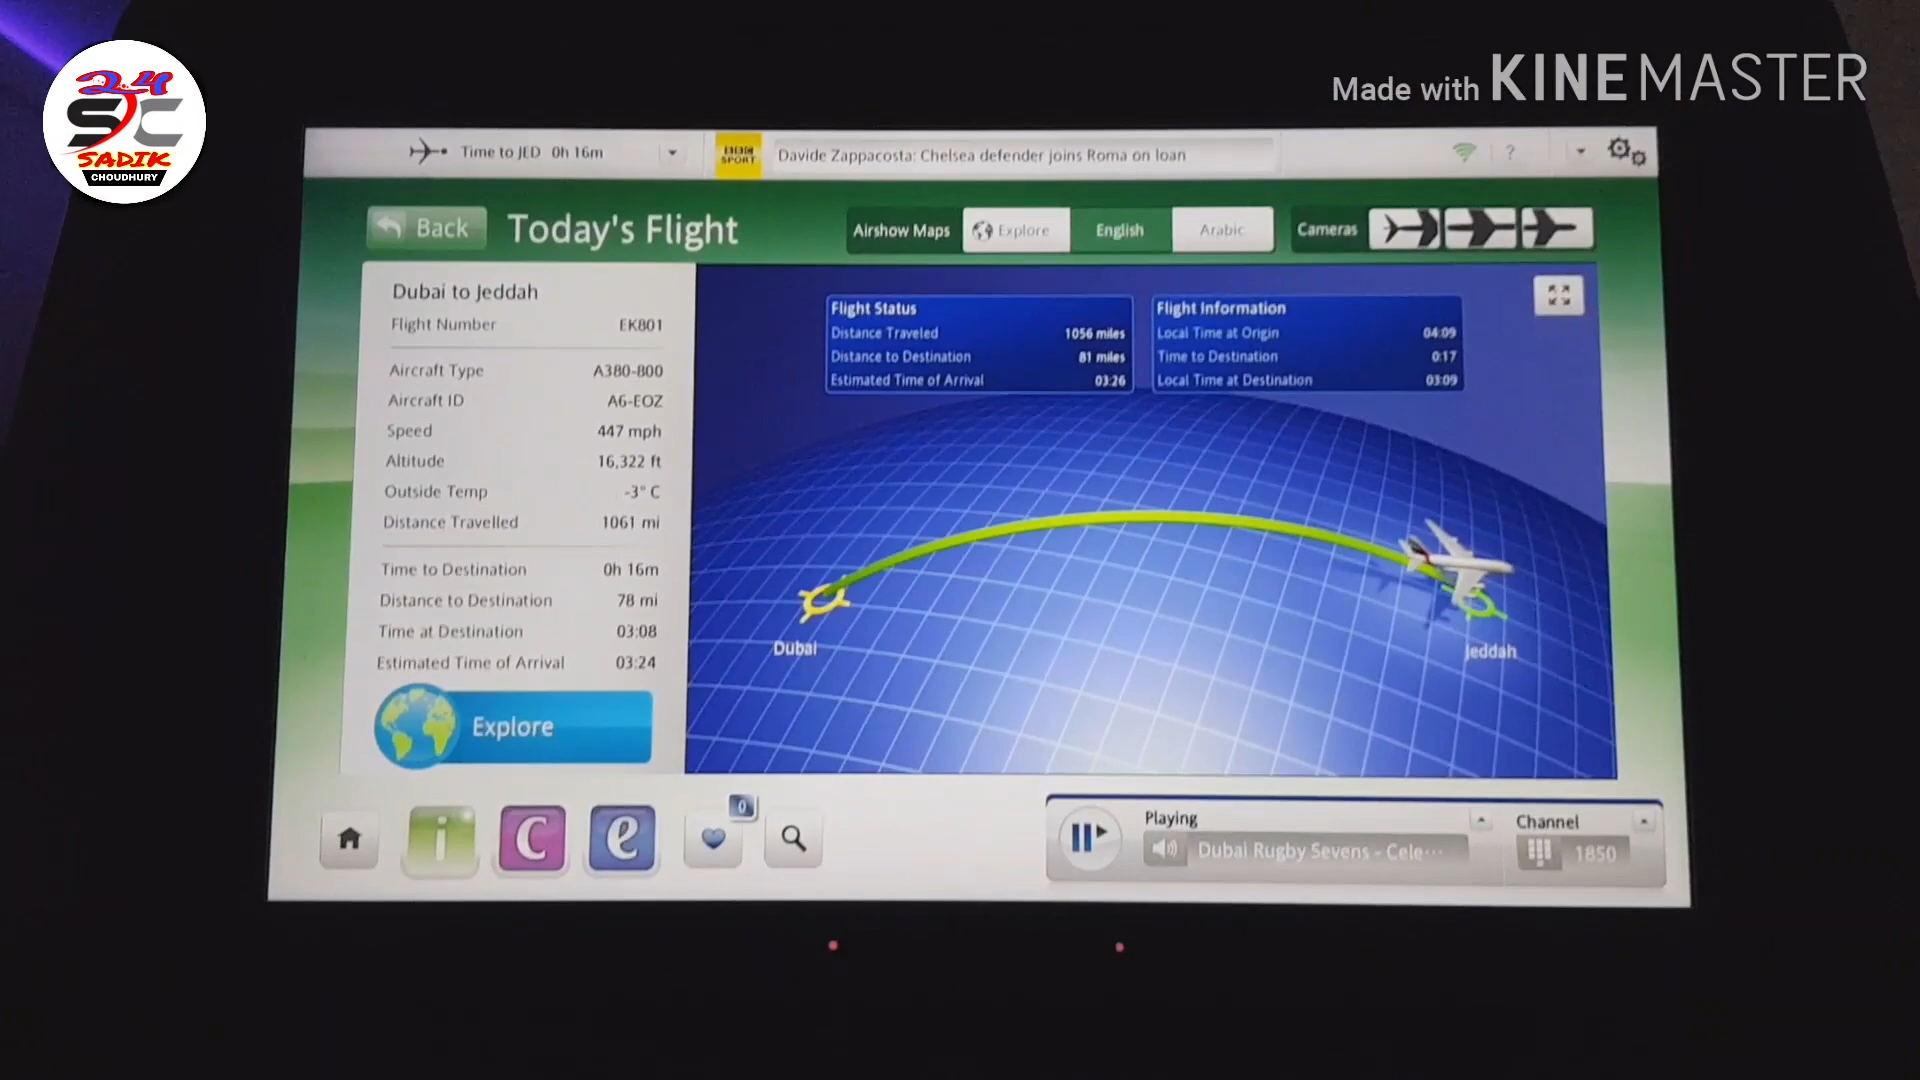 24
SC
SADIK
CHOUDHURY
Made with KINEMASTER
Time to JED 0h 16m
BBC
SPORT
Davide Zappacosta: Chelsea defender joins Roma on loan
?
Back
Today's Flight
Airshow Maps
Explore
English
Arabic
Cameras
Dubai to Jeddah
Flight Number EK801
Aircraft Type A380-800
Aircraft ID A6-EOZ
Speed 447 mph
Altitude 16,322 ft
Outside Temp -3° C
Distance Travelled 1061 mi
Time to Destination 0h 16m
Distance to Destination 78 mi
Time at Destination 03:08
Estimated Time of Arrival 03:24
Explore
Flight Status
Distance Traveled 1056 miles
Distance to Destination 81 miles
Estimated Time of Arrival 03:26
Flight Information
Local Time at Origin 04:09
Time to Destination 0:17
Local Time at Destination 03:09
Dubai
Jeddah
i
C
e
0
Playing
Dubai Rugby Sevens - Cele...
Channel
1850